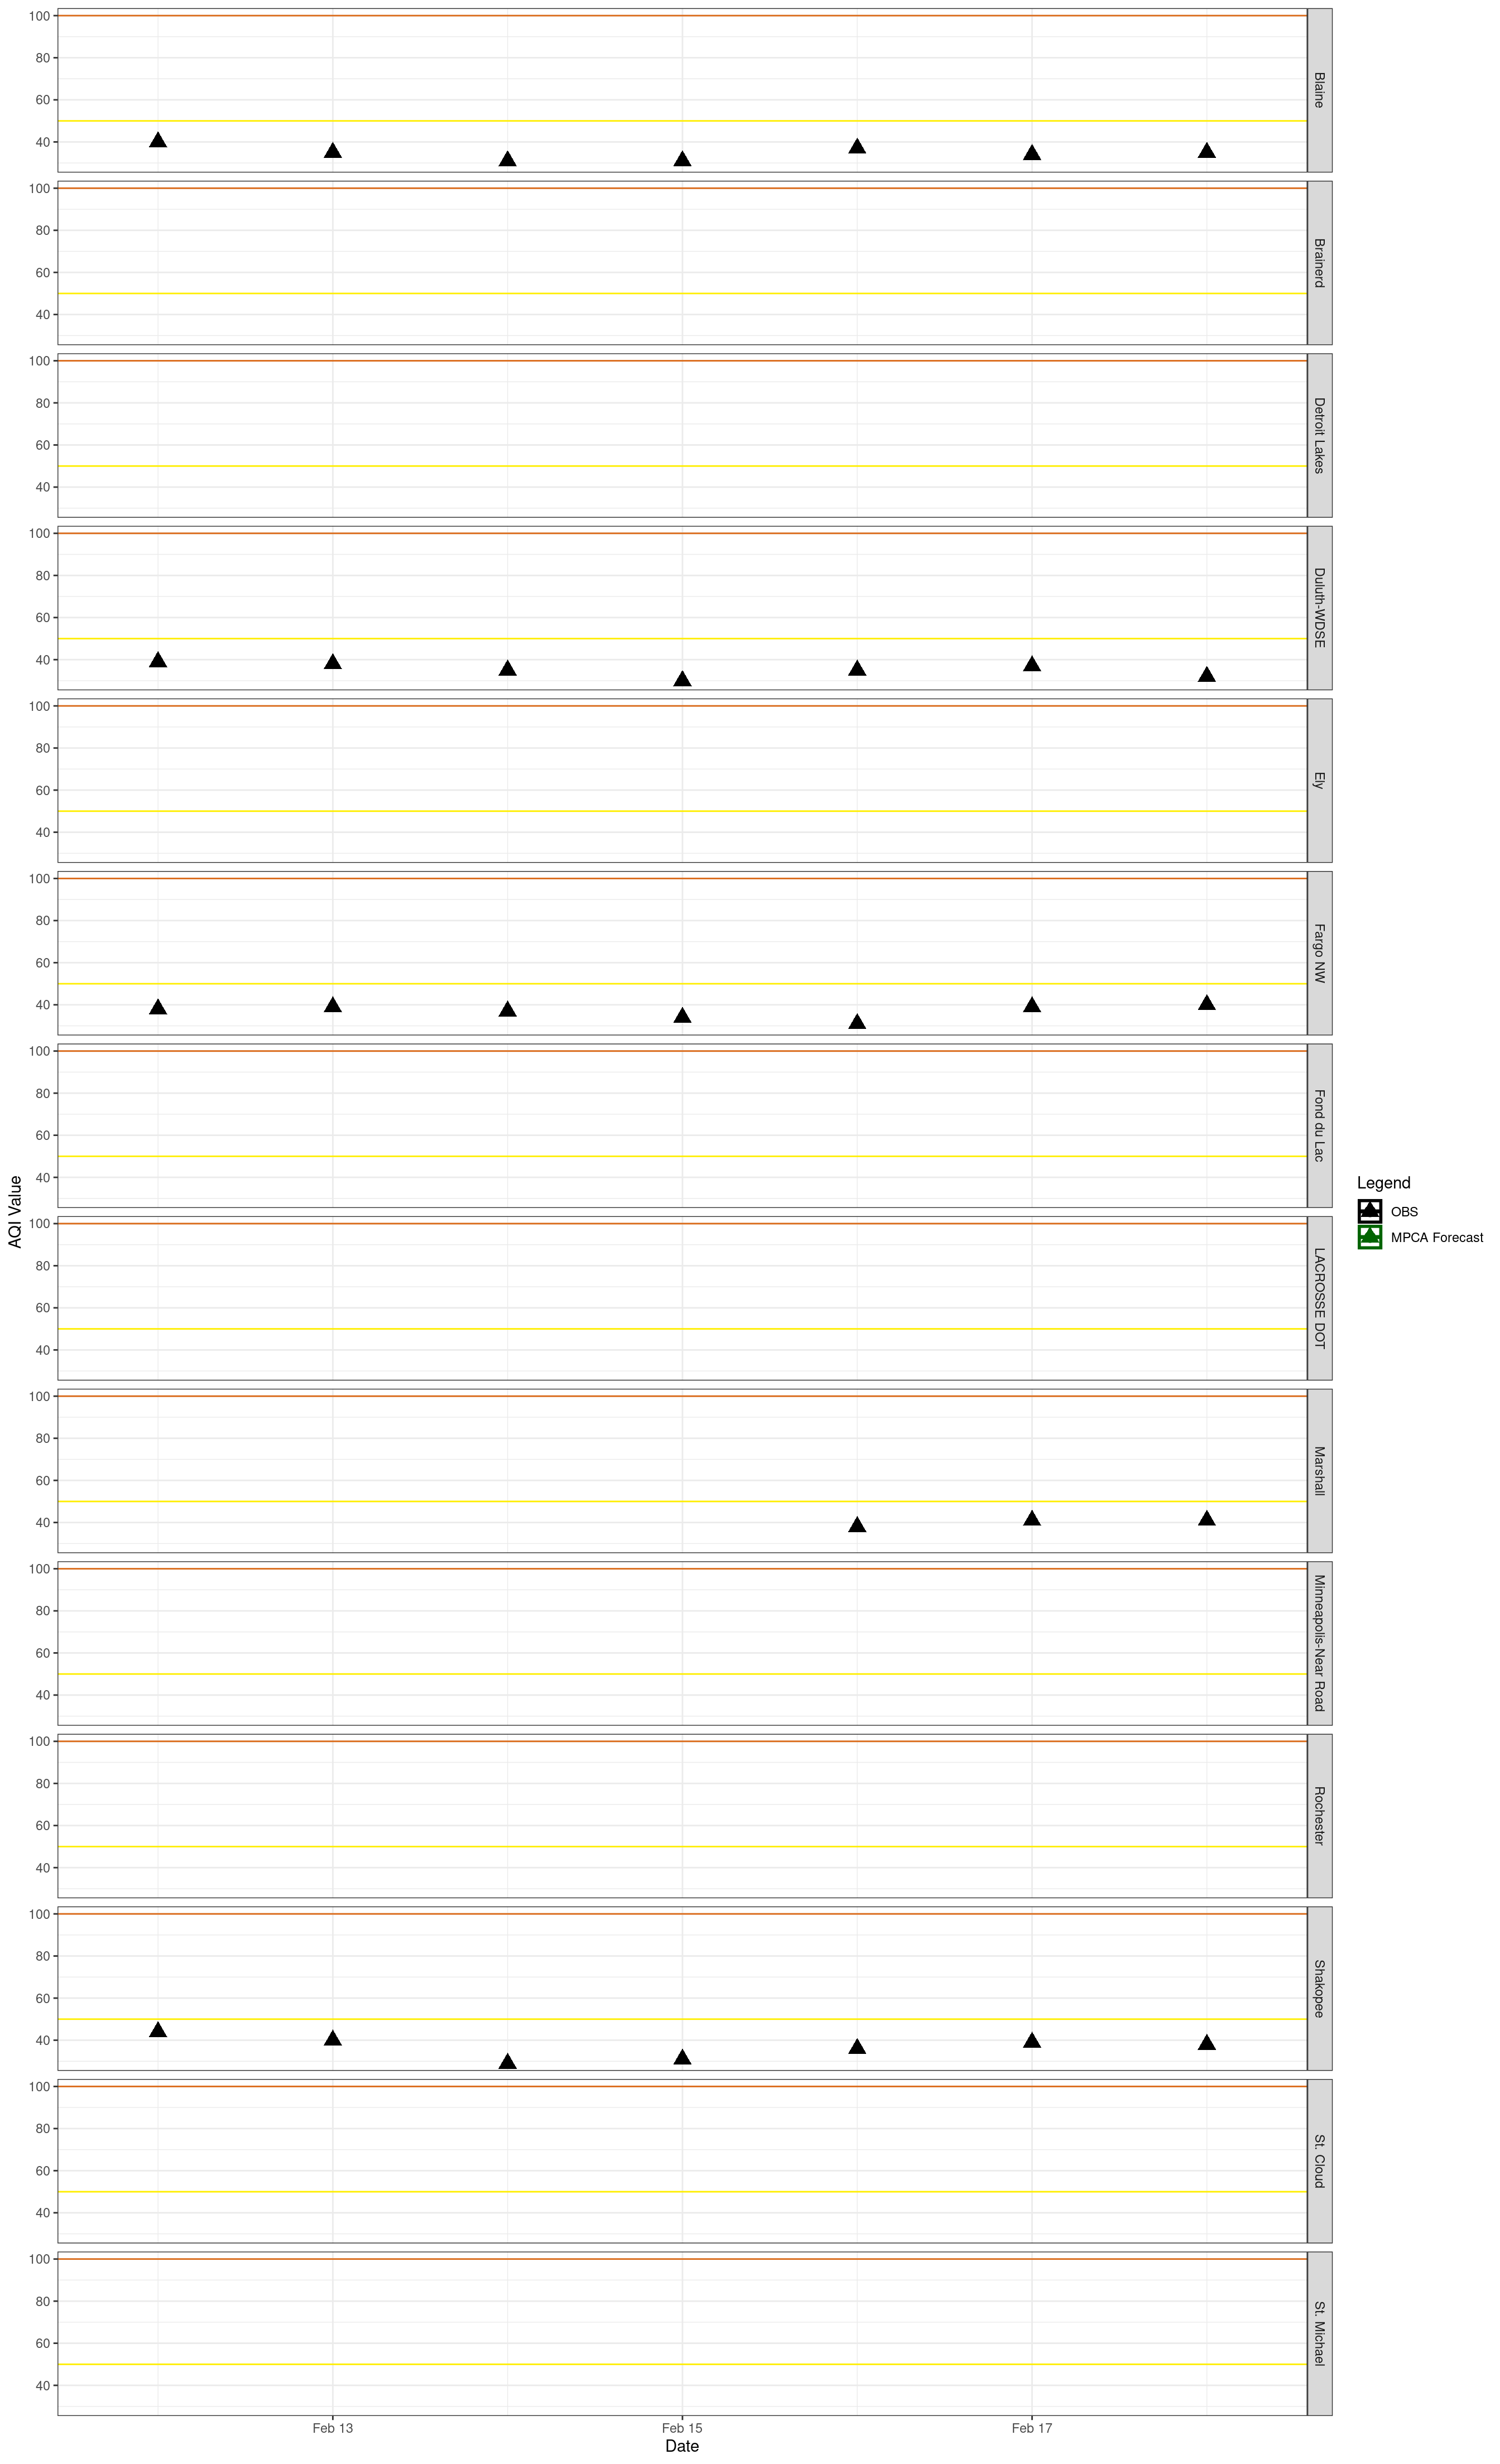 100
80
60
40
Blaine
100
80
60
40
Brainerd
100
80
60
40
Detroit Lakes
100
80
60
40
Duluth-WDSE
100
80
60
40
Ely
100
80
60
40
Fargo NW
100
80
60
40
Fond du Lac
100
80
60
40
LACROSSE DOT
100
80
60
40
Marshall
100
80
60
40
Minneapolis-Near Road
100
80
60
40
Rochester
100
80
60
40
Shakopee
100
80
60
40
St. Cloud
100
80
60
40
St. Michael
AQI Value
Feb 13
Feb 15
Feb 17
Date
Legend
OBS
MPCA Forecast